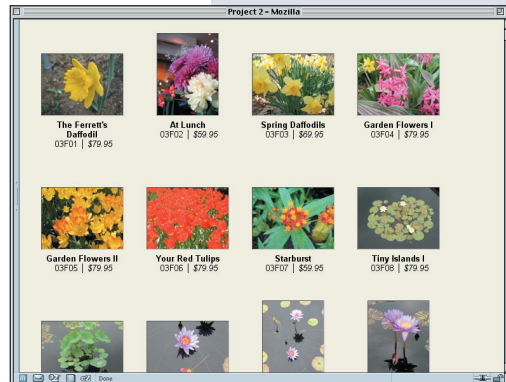 Project 2 - Mozilla
The Ferrett's
Daffodil
03F01 | $79.95
At Lunch
03F02 | $59.95
Spring Daffodils
03F03 | $69.95
Garden Flowers I
03F04 | $79.95
Garden Flowers II
03F05 | $79.95
Your Red Tulips
03F06 | $79.95
Starburst
03F07 | $59.95
Tiny Islands I
03F08 | $79.95
Done